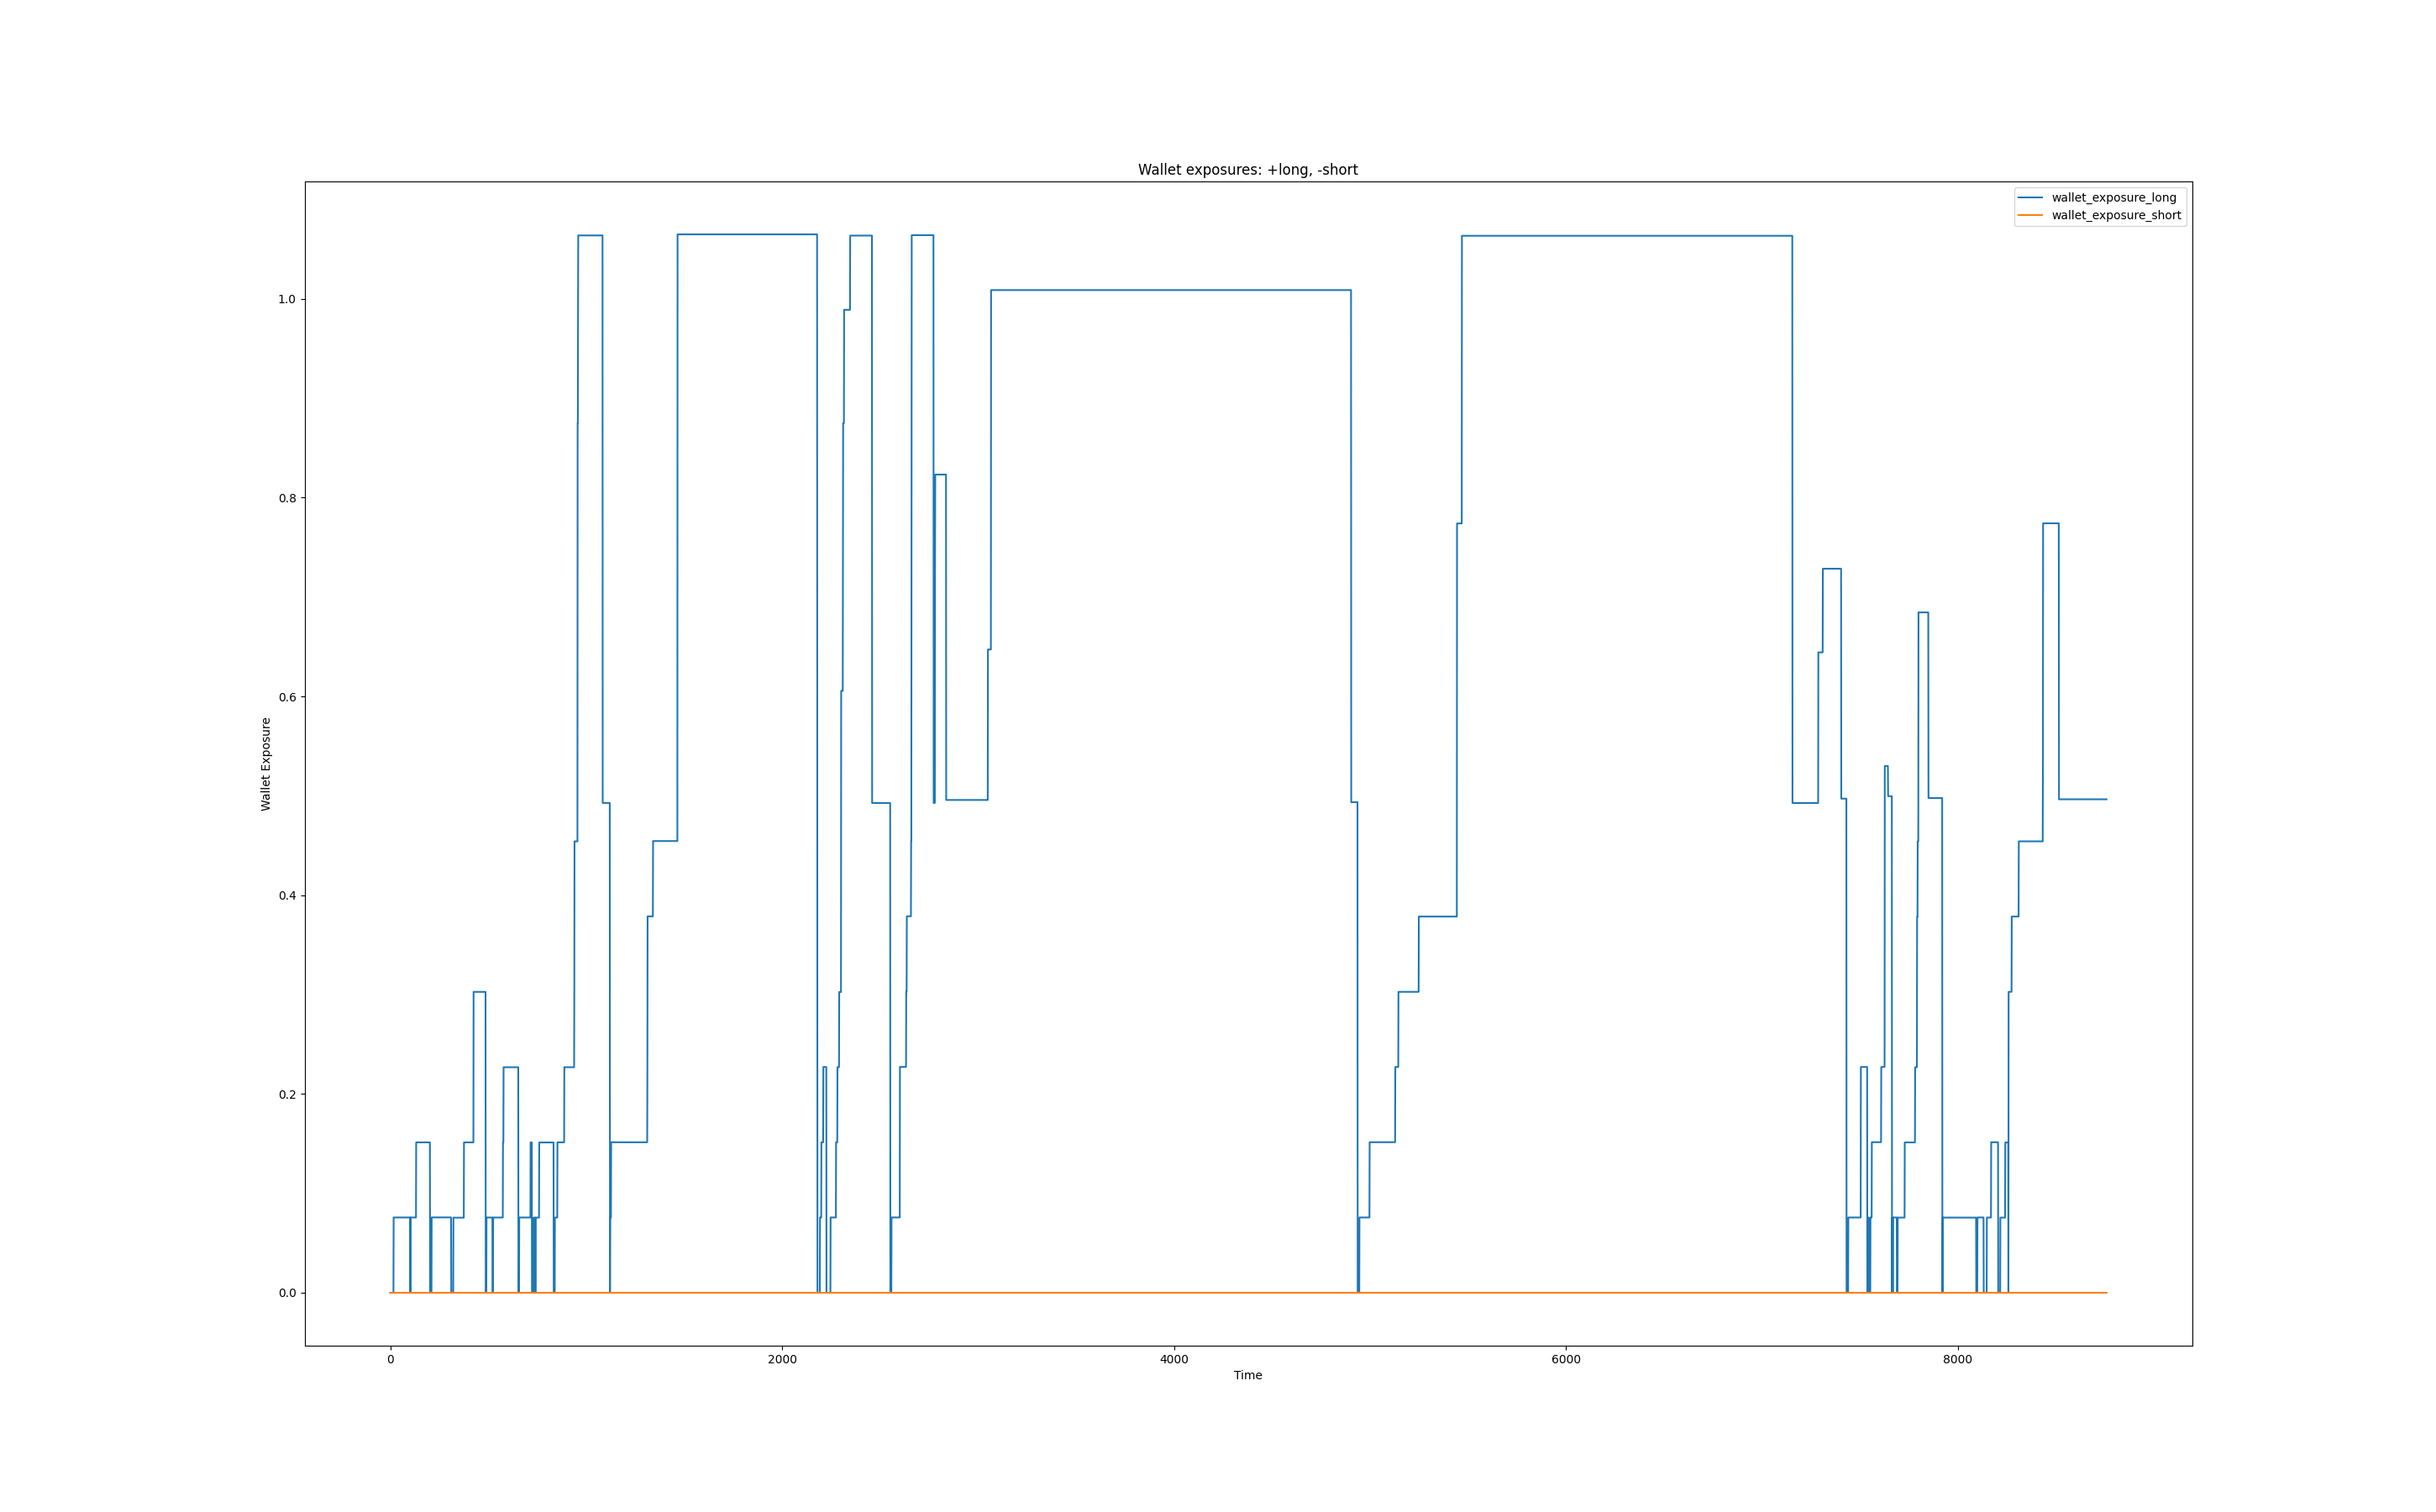 Wallet exposures: +long, -short
wallet_exposure_long
wallet_exposure_short
1.0
0.8
0.6
0.4
0.2
0.0
Wallet Exposure
0 2000 4000 6000 8000
Time